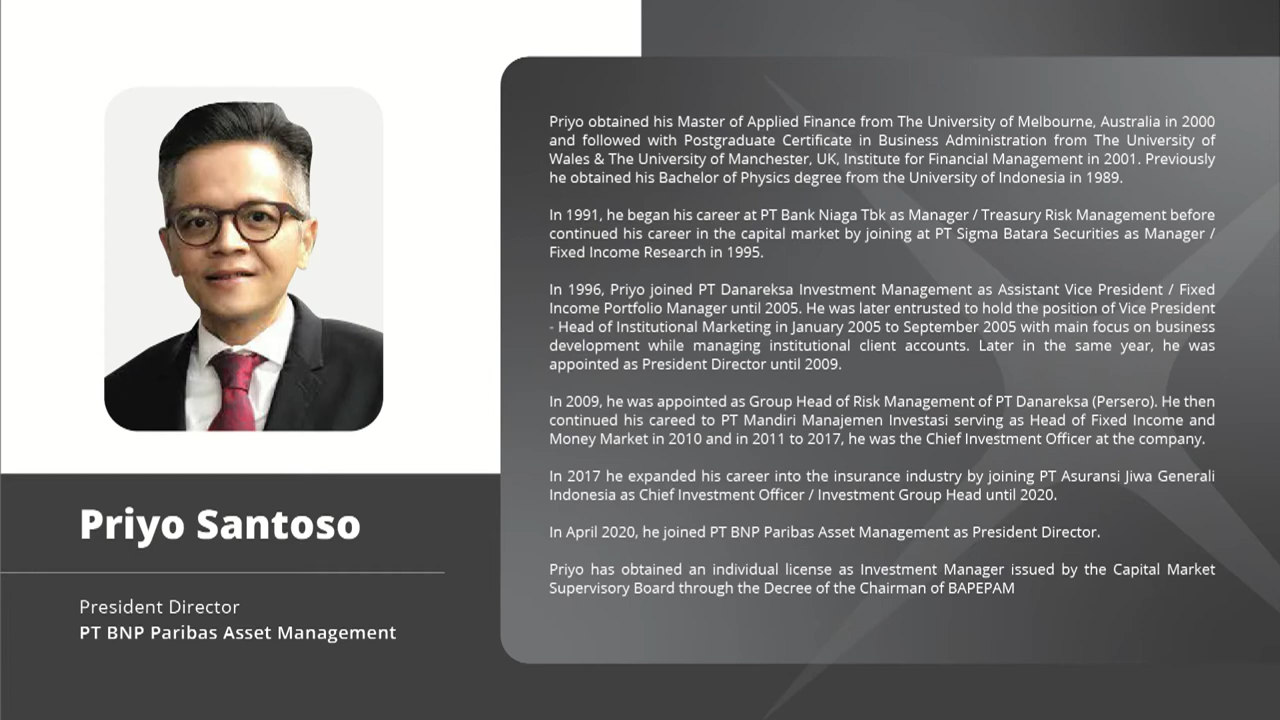 Priyo Santoso
President Director
PT BNP Paribas Asset Management
Priyo obtained his Master of Applied Finance from The University of Melbourne, Australia in 2000
and followed with Postgraduate Certificate in Business Administration from The University of
Wales & The University of Manchester, UK, Institute for Financial Management in 2001. Previously
he obtained his Bachelor of Physics degree from the University of Indonesia in 1989.
In 1991, he began his career at PT Bank Niaga Tbk as Manager / Treasury Risk Management before
continued his career in the capital market by joining at PT Sigma Batara Securities as Manager /
Fixed Income Research in 1995.
In 1996, Priyo joined PT Danareksa Investment Management as Assistant Vice President / Fixed
Income Portfolio Manager until 2005. He was later entrusted to hold the position of Vice President
- Head of Institutional Marketing in January 2005 to September 2005 with main focus on business
development while managing institutional client accounts. Later in the same year, he was
appointed as President Director until 2009.
In 2009, he was appointed as Group Head of Risk Management of PT Danareksa (Persero). He then
continued his careed to PT Mandiri Manajemen Investasi serving as Head of Fixed Income and
Money Market in 2010 and in 2011 to 2017, he was the Chief Investment Officer at the company.
In 2017 he expanded his career into the insurance industry by joining PT Asuransi Jiwa Generali
Indonesia as Chief Investment Officer / Investment Group Head until 2020.
In April 2020, he joined PT BNP Paribas Asset Management as President Director.
Priyo has obtained an individual license as Investment Manager issued by the Capital Market
Supervisory Board through the Decree of the Chairman of BAPEPAM